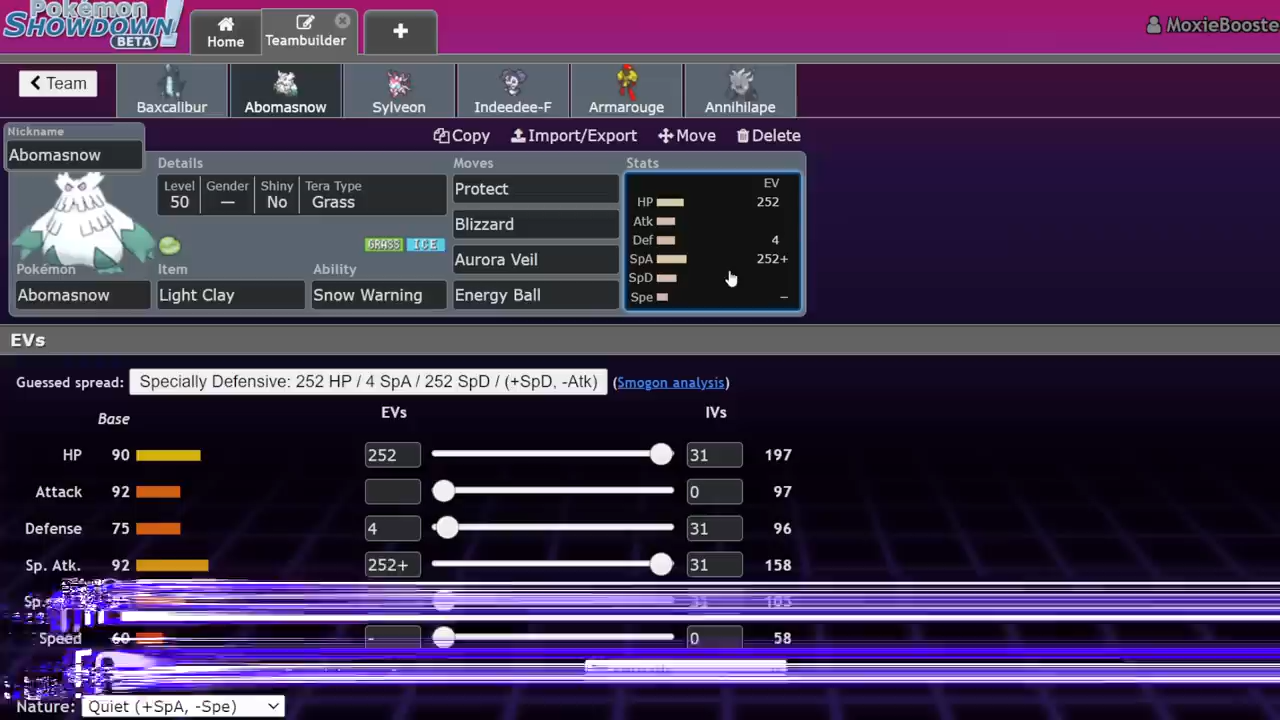 Pokémon
SHOWDOWN!
BETA
Home
Teambuilder
+
MoxieBooste
Team
Baxcalibur
Abomasnow
Sylveon
Indeedee-F
Armarouge
Annihilape
Copy
Import/Export
Move
Delete
Nickname
Abomasnow
Details
Moves
Stats
Level
50
Gender
—
Shiny
No
Tera Type
Grass
Protect
Blizzard
Aurora Veil
Energy Ball
EV
HP 252
Atk
Def 4
SpA 252+
SpD
Spe –
GRASS ICE
Pokémon
Abomasnow
Item
Light Clay
Ability
Snow Warning
EVs
Guessed spread: Specially Defensive: 252 HP / 4 SpA / 252 SpD / (+SpD, -Atk) (Smogon analysis)
Base EVs IVs
HP 90 252 31 197
Attack 92 0 97
Defense 75 4 31 96
Sp. Atk. 92 252+ 31 158
Speed 60 - 0 58
Nature: Quiet (+SpA, -Spe)